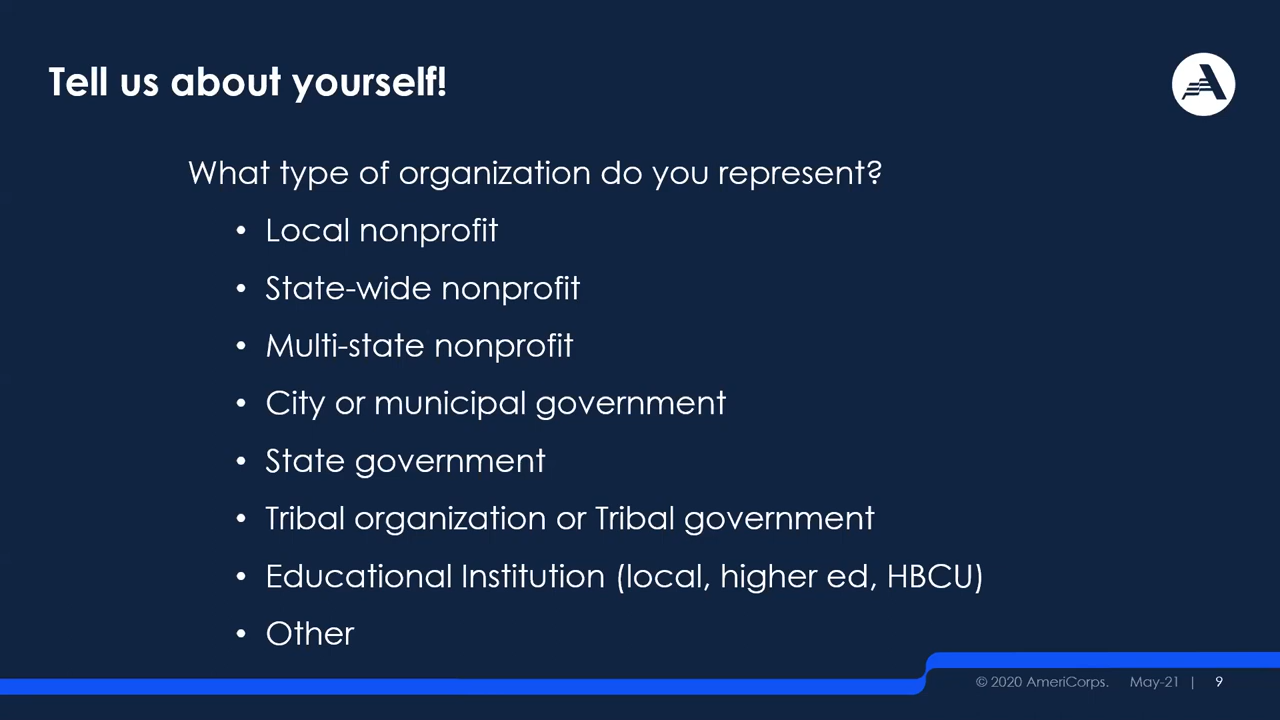 Tell us about yourself!
What type of organization do you represent?
• Local nonprofit
• State-wide nonprofit
• Multi-state nonprofit
• City or municipal government
• State government
• Tribal organization or Tribal government
• Educational Institution (local, higher ed, HBCU)
• Other
© 2020 AmeriCorps. May-21 | 9